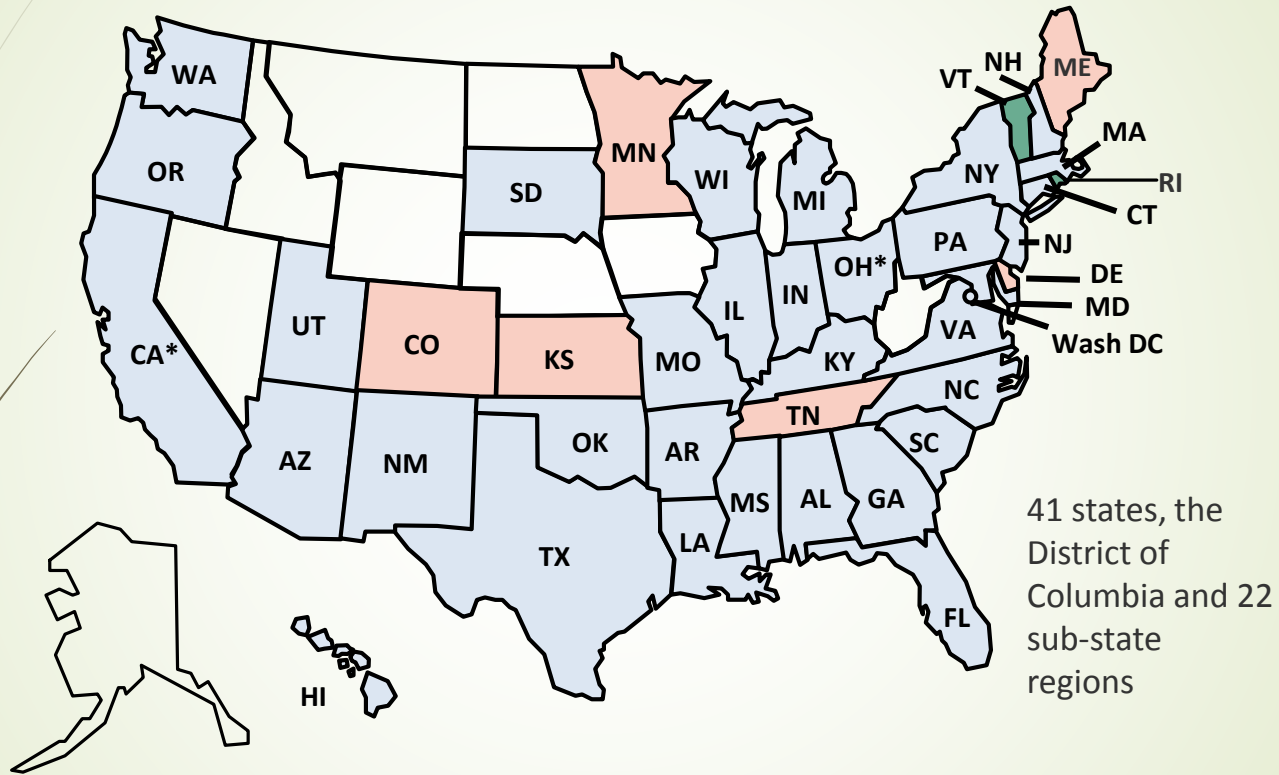 WA
NH
ME
VT
MA
OR
MN
WI
NY
RI
SD
MI
CT
PA
NJ
OH*
DE
IN
IL
MD
UT
VA
CA*
CO
KS
MO
KY
Wash DC
NC
TN
OK
SC
AZ
NM
AR
MS
AL
GA
LA
TX
FL
HI
41 states, the
District of
Columbia and 22
sub-state
regions